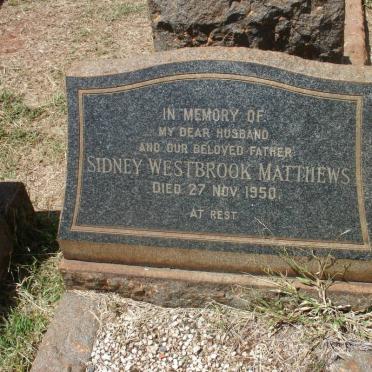 IN MEMORY OF
MY DEAR HUSBAND
AND OUR BELOVED FATHER
SIDNEY WESTBROOK MATTHEWS
DIED 27 NOV. 1950.
AT REST